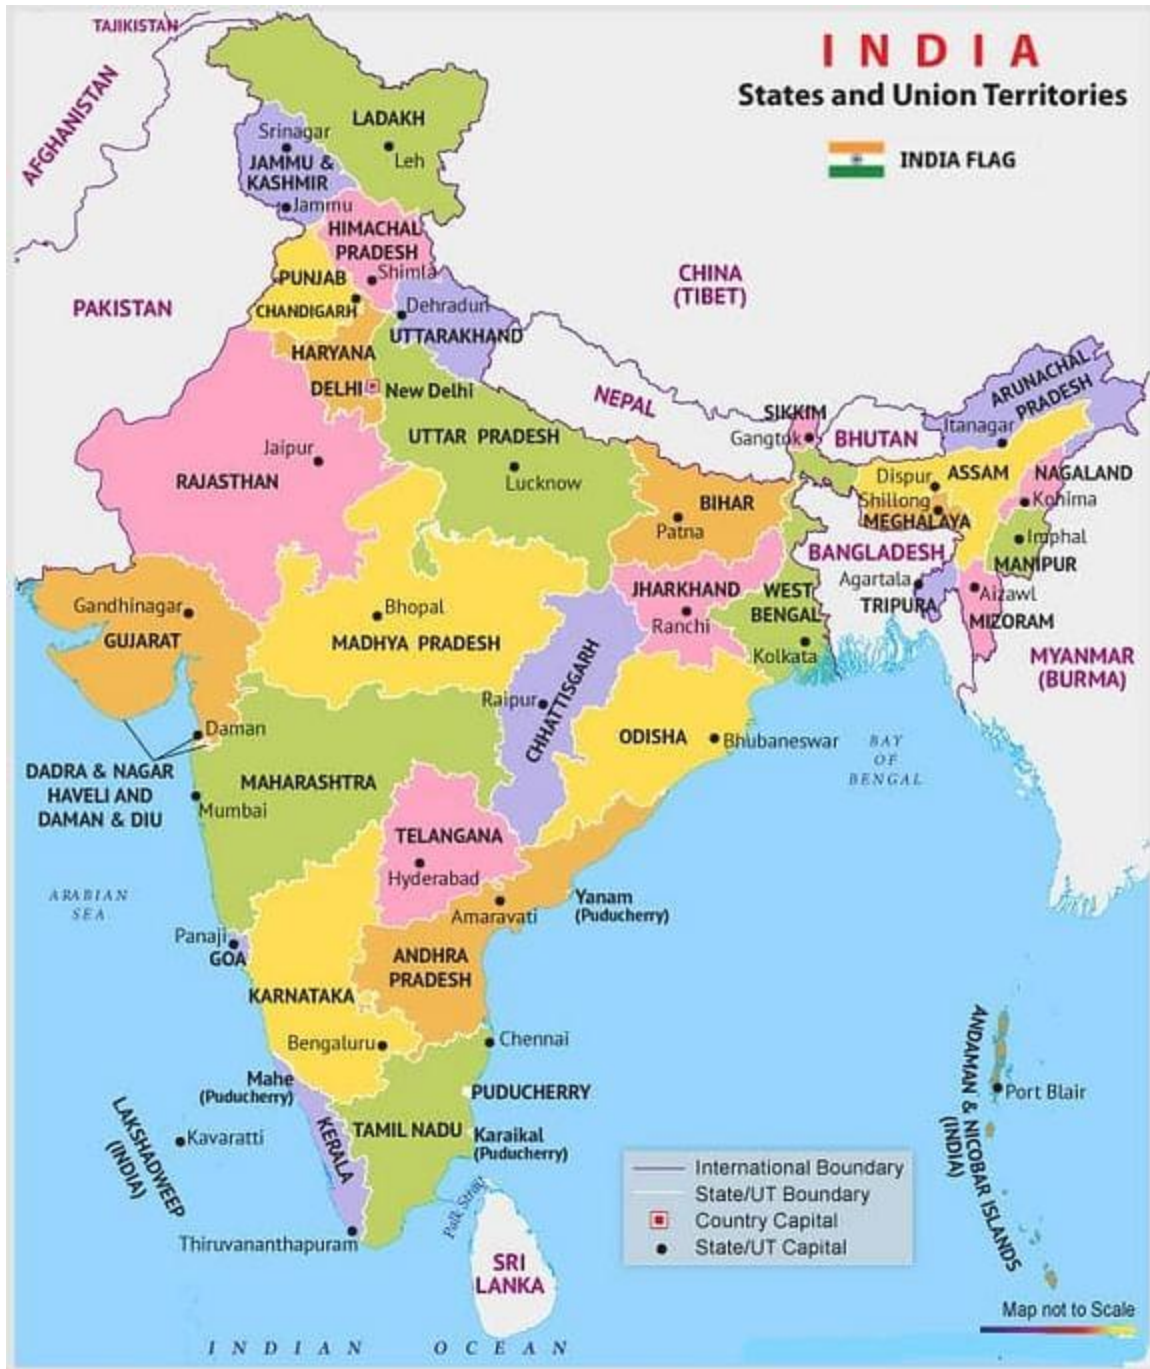 TAJIKISTAN
INDIA
States and Union Territories
INDIA FLAG
AFGHANISTAN
LADAKH
Srinagar
Leh
JAMMU &
KASHMIR
Jammu
HIMACHAL
PRADESH
Shimla
PUNJAB
CHINA
(TIBET)
PAKISTAN
CHANDIGARH
Dehradun
UTTARAKHAND
HARYANA
DELHI
New Delhi
NEPAL
ARUNACHAL
PRADESH
SIKKIM
Gangtok
BHUTAN
Itanagar
UTTAR PRADESH
Jaipur
RAJASTHAN
Lucknow
BIHAR
Patna
Dispur
ASSAM
NAGALAND
Shillong
Kohima
MEGHALAYA
Imphal
BANGLADESH
MANIPUR
Agartala
Aizawl
TRIPURA
MIZORAM
Gandhinagar
GUJARAT
Bhopal
MADHYA PRADESH
JHARKHAND
Ranchi
WEST
BENGAL
Kolkata
MYANMAR
(BURMA)
Raipur
CHHATTISGARH
ODISHA
Bhubaneswar
BAY
OF
BENGAL
Daman
DADRA & NAGAR
HAVELI AND
DAMAN & DIU
MAHARASHTRA
Mumbai
TELANGANA
Hyderabad
ARABIAN
SEA
Amaravati
Yanam
(Puducherry)
Panaji
GOA
ANDHRA
PRADESH
KARNATAKA
Bengaluru
Chennai
Mahe
(Puducherry)
PUDUCHERRY
ANDAMAN & NICOBAR ISLANDS
(INDIA)
Port Blair
LAKSHADWEEP
(INDIA)
Kavaratti
KERALA
TAMIL NADU
Karaikal
(Puducherry)
Palk Strait
Thiruvananthapuram
SRI
LANKA
International Boundary
State/UT Boundary
Country Capital
State/UT Capital
Map not to Scale
INDIAN OCEAN